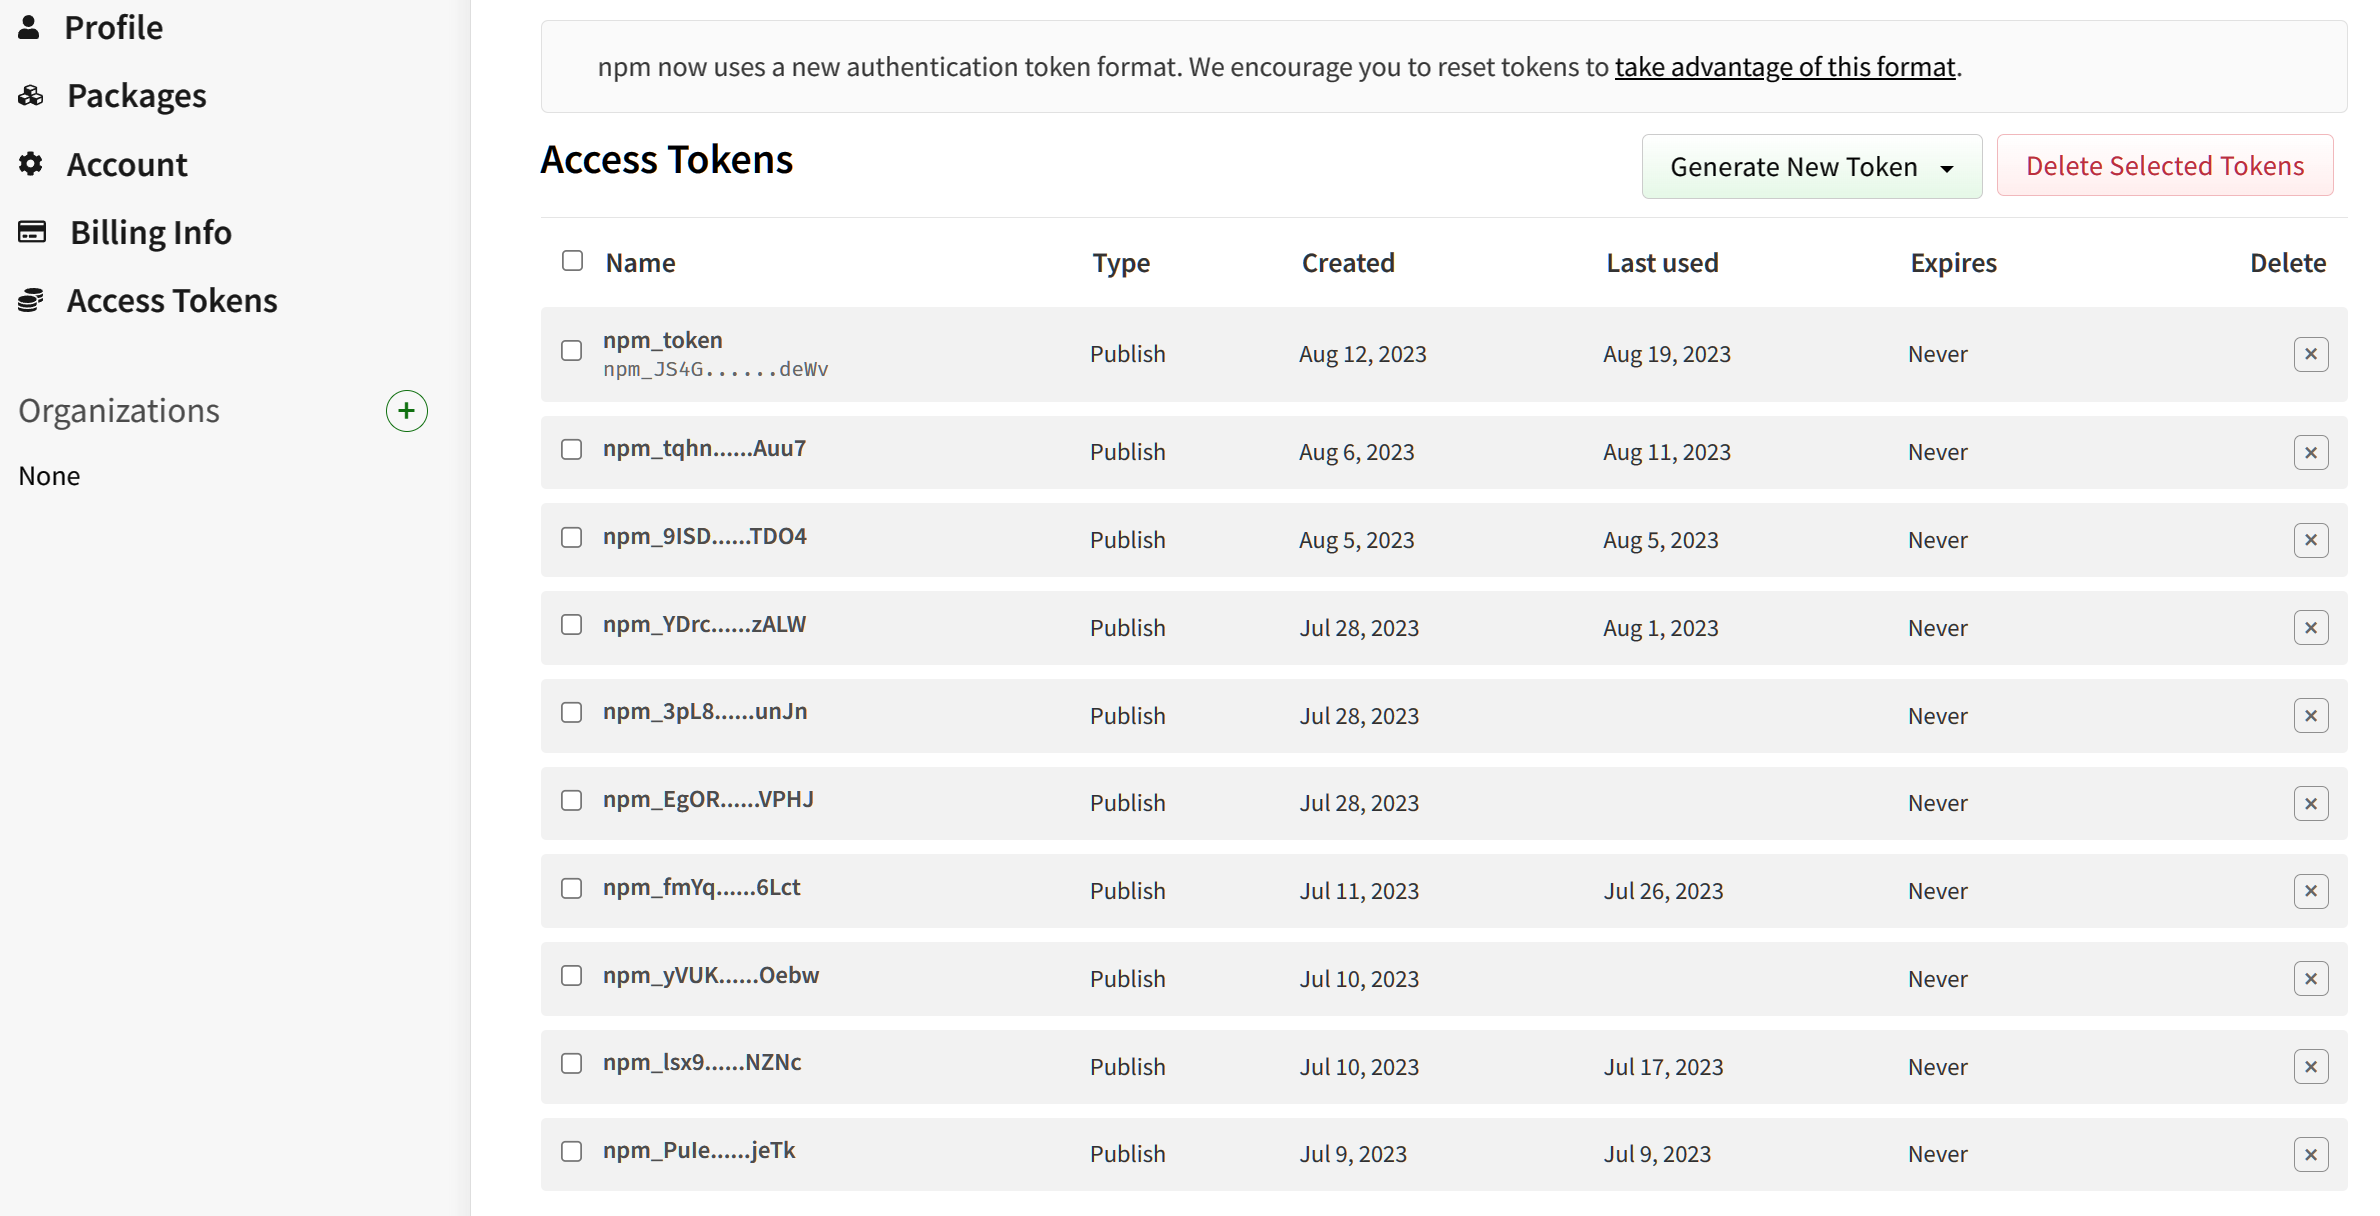 Profile
Packages
Account
Billing Info
Access Tokens
Organizations
None
npm now uses a new authentication token format. We encourage you to reset tokens to take advantage of this format.
Access Tokens
Generate New Token
Delete Selected Tokens
Name Type Created Last used Expires Delete
npm_token
npm_JS4G......deWv
Publish Aug 12, 2023 Aug 19, 2023 Never
npm_tqhn......Auu7 Publish Aug 6, 2023 Aug 11, 2023 Never
npm_9ISD......TDO4 Publish Aug 5, 2023 Aug 5, 2023 Never
npm_YDrc......zALW Publish Jul 28, 2023 Aug 1, 2023 Never
npm_3pL8......unJn Publish Jul 28, 2023 Never
npm_EgOR......VPHJ Publish Jul 28, 2023 Never
npm_fmYq......6Lct Publish Jul 11, 2023 Jul 26, 2023 Never
npm_yVUK......Oebw Publish Jul 10, 2023 Never
npm_lsx9......NZNc Publish Jul 10, 2023 Jul 17, 2023 Never
npm_PuIe......jeTk Publish Jul 9, 2023 Jul 9, 2023 Never